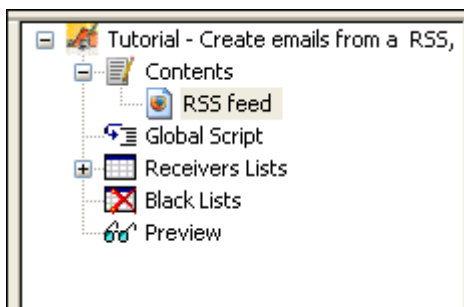 Tutorial - Create emails from a RSS,
Contents
RSS feed
Global Script
Receivers Lists
Black Lists
Preview